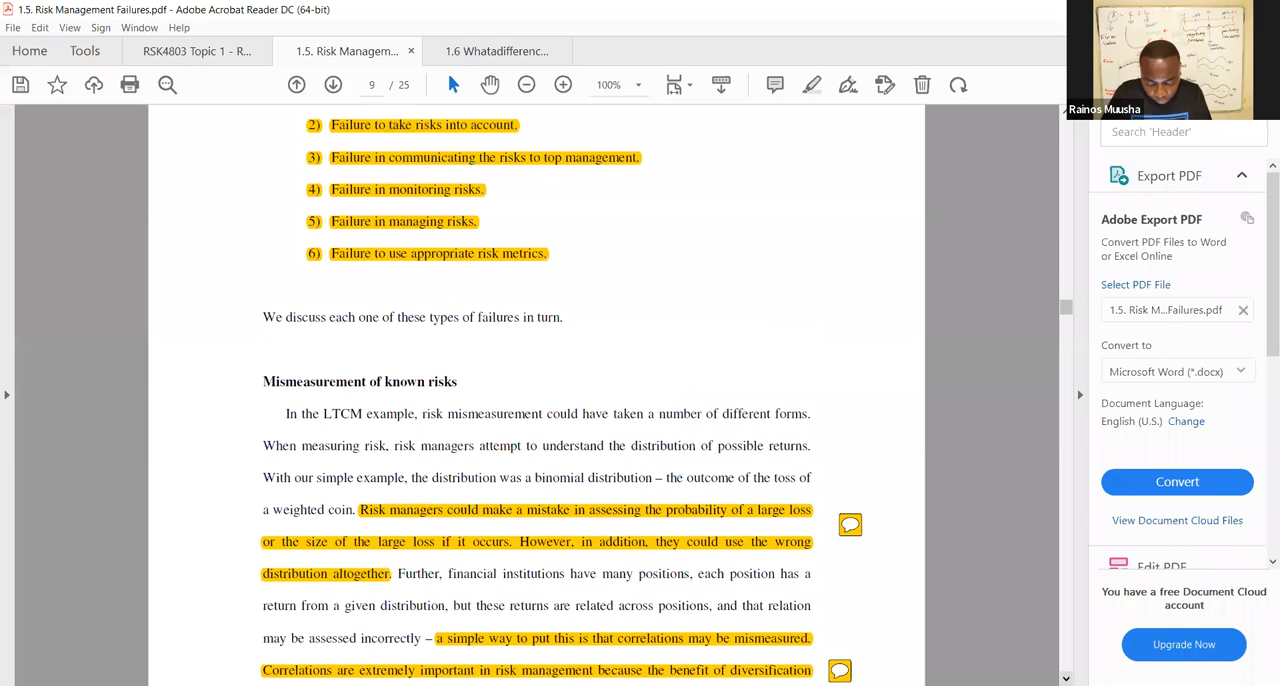 1.5. Risk Management Failures.pdf - Adobe Acrobat Reader DC (64-bit)
File Edit View Sign Window Help
Home Tools RSK4803 Topic 1 - R... 1.5. Risk Managem... × 1.6 Whatadifferenc...
9 / 25 100%
Rainos Muusha
2) Failure to take risks into account.
3) Failure in communicating the risks to top management.
4) Failure in monitoring risks.
5) Failure in managing risks.
6) Failure to use appropriate risk metrics.
We discuss each one of these types of failures in turn.
Mismeasurement of known risks
In the LTCM example, risk mismeasurement could have taken a number of different forms.
When measuring risk, risk managers attempt to understand the distribution of possible returns.
With our simple example, the distribution was a binomial distribution – the outcome of the toss of
a weighted coin. Risk managers could make a mistake in assessing the probability of a large loss
or the size of the large loss if it occurs. However, in addition, they could use the wrong
distribution altogether. Further, financial institutions have many positions, each position has a
return from a given distribution, but these returns are related across positions, and that relation
may be assessed incorrectly – a simple way to put this is that correlations may be mismeasured.
Correlations are extremely important in risk management because the benefit of diversification
Search 'Header'
Export PDF
Adobe Export PDF
Convert PDF Files to Word
or Excel Online
Select PDF File
1.5. Risk M...Failures.pdf
Convert to
Microsoft Word (*.docx)
Document Language:
English (U.S.) Change
Convert
View Document Cloud Files
Edit PDF
You have a free Document Cloud
account
Upgrade Now